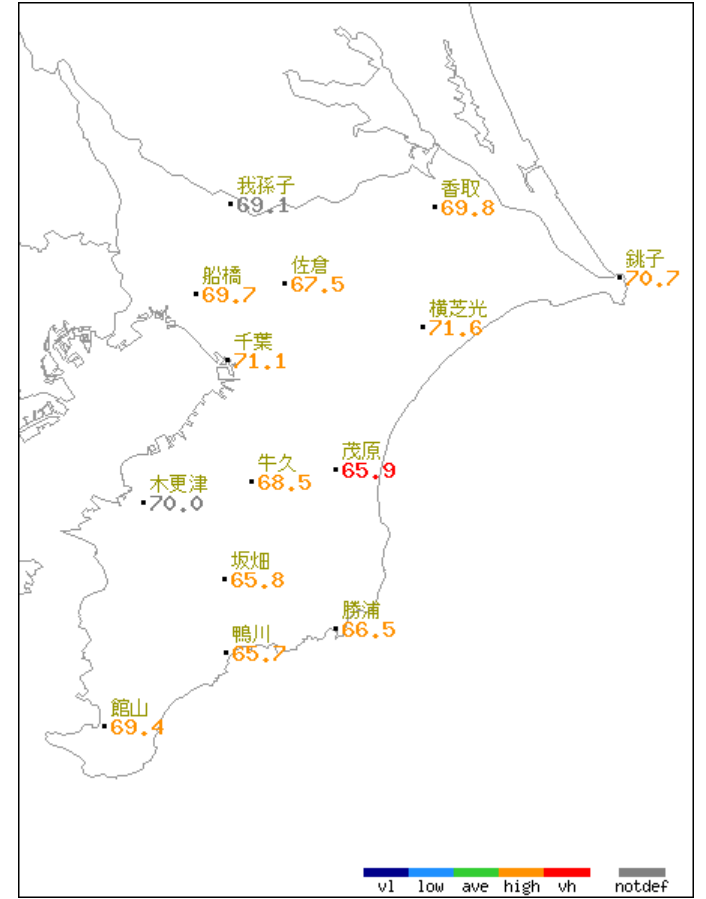 我孫子
69.1
香取
69.8
銚子
70.7
船橋
69.7
佐倉
67.5
横芝光
71.6
千葉
71.1
茂原
65.9
牛久
68.5
木更津
70.0
坂畑
65.8
勝浦
66.5
鴨川
65.7
館山
69.4
vl low ave high vh notdef